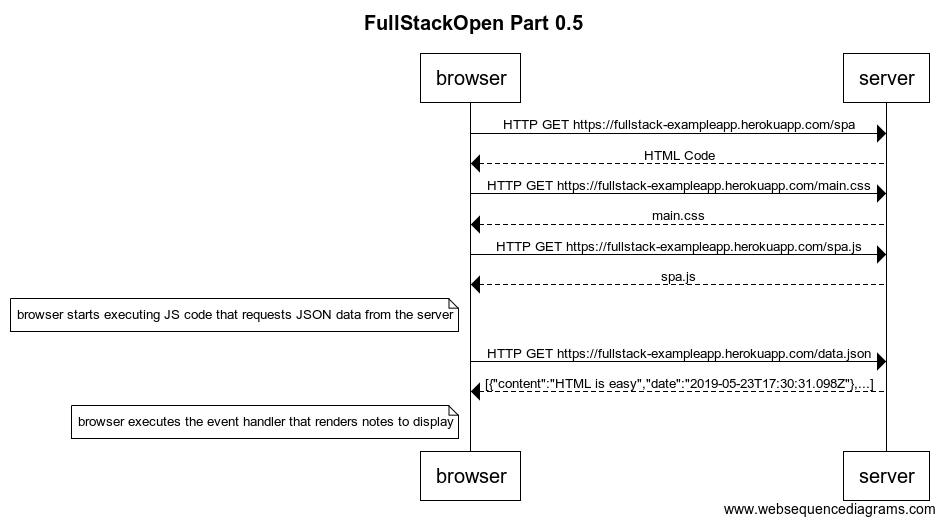 FullStackOpen Part 0.5
browser
server
HTTP GET https://fullstack-exampleapp.herokuapp.com/spa
HTML Code
HTTP GET https://fullstack-exampleapp.herokuapp.com/main.css
main.css
HTTP GET https://fullstack-exampleapp.herokuapp.com/spa.js
spa.js
browser starts executing JS code that requests JSON data from the server
HTTP GET https://fullstack-exampleapp.herokuapp.com/data.json
[{"content":"HTML is easy","date":"2019-05-23T17:30:31.098Z"},....]
browser executes the event handler that renders notes to display
browser
server
www.websequencediagrams.com